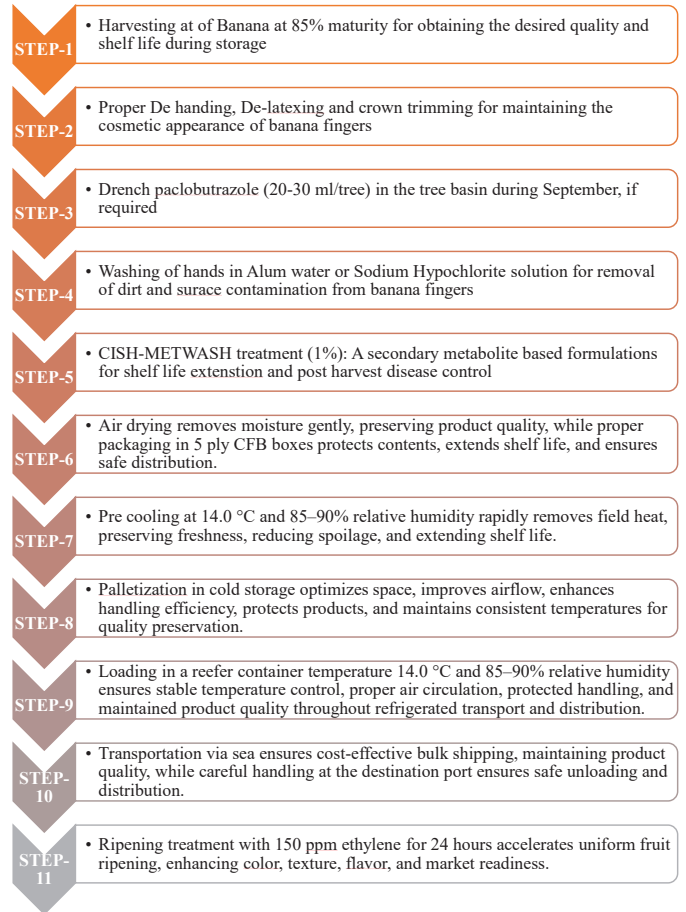 STEP-1
• Harvesting at of Banana at 85% maturity for obtaining the desired quality and
shelf life during storage
STEP-2
• Proper De handing, De-latexing and crown trimming for maintaining the
cosmetic appearance of banana fingers
STEP-3
• Drench paclobutrazole (20-30 ml/tree) in the tree basin during September, if
required
STEP-4
• Washing of hands in Alum water or Sodium Hypochlorite solution for removal
of dirt and surace contamination from banana fingers
STEP-5
• CISH-METWASH treatment (1%): A secondary metabolite based formulations
for shelf life extenstion and post harvest disease control
STEP-6
• Air drying removes moisture gently, preserving product quality, while proper
packaging in 5 ply CFB boxes protects contents, extends shelf life, and ensures
safe distribution.
STEP-7
• Pre cooling at 14.0 °C and 85–90% relative humidity rapidly removes field heat,
preserving freshness, reducing spoilage, and extending shelf life.
STEP-8
• Palletization in cold storage optimizes space, improves airflow, enhances
handling efficiency, protects products, and maintains consistent temperatures for
quality preservation.
STEP-9
• Loading in a reefer container temperature 14.0 °C and 85–90% relative humidity
ensures stable temperature control, proper air circulation, protected handling, and
maintained product quality throughout refrigerated transport and distribution.
STEP-
10
• Transportation via sea ensures cost-effective bulk shipping, maintaining product
quality, while careful handling at the destination port ensures safe unloading and
distribution.
STEP-
11
• Ripening treatment with 150 ppm ethylene for 24 hours accelerates uniform fruit
ripening, enhancing color, texture, flavor, and market readiness.